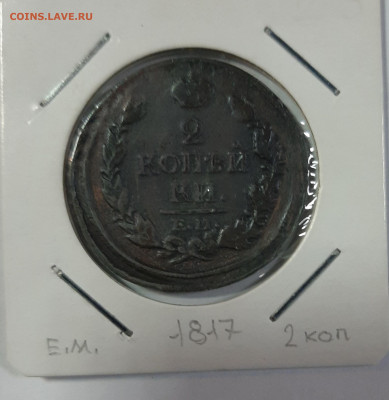 COINS.LAVE.RU
2
КОПѢЙ
КИ.
Е.М.
Е.М. 1817 2 коп